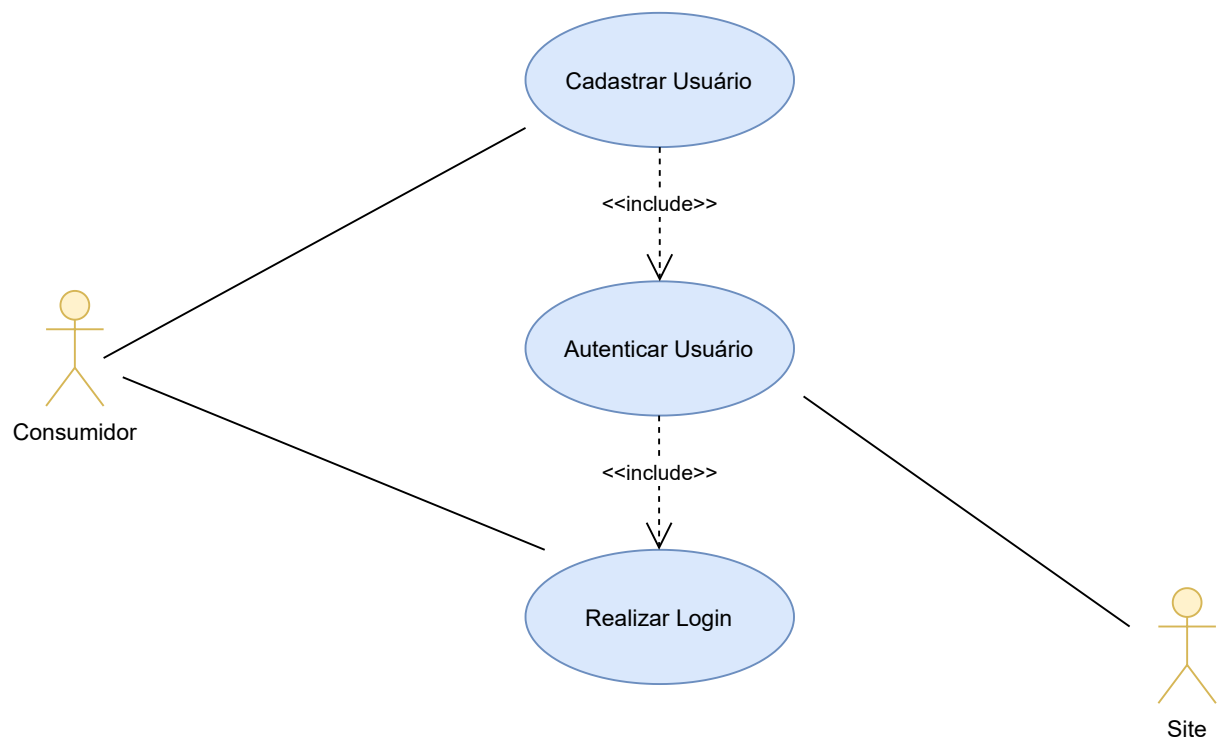 Cadastrar Usuário
<<include>>
Autenticar Usuário
Consumidor
<<include>>
Realizar Login
Site